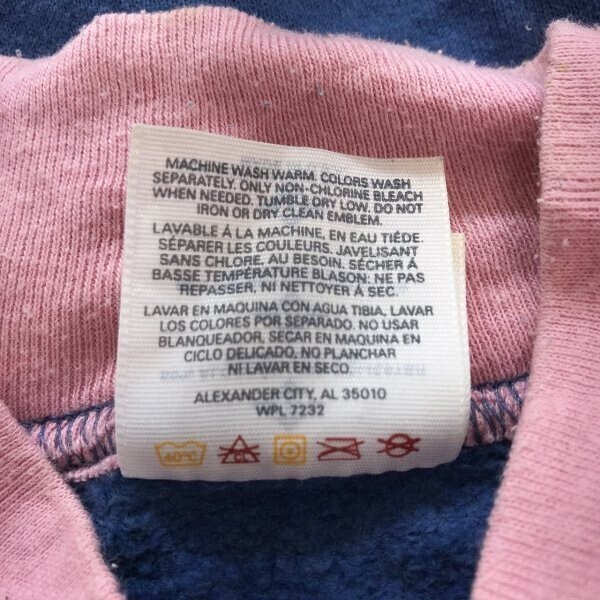 MACHINE WASH WARM. COLORS WASH
SEPARATELY. ONLY NON-CHLORINE BLEACH
WHEN NEEDED. TUMBLE DRY LOW. DO NOT
IRON OR DRY CLEAN EMBLEM.
LAVABLE Á LA MACHINE, EN EAU TIÉDE.
SÉPARER LES COULEURS. JAVELISANT
SANS CHLORE, AU BESOIN. SÉCHER Á
BASSE TEMPÉRATURE BLASON: NE PAS
REPASSER, NI NETTOYER Á SEC.
LAVAR EN MAQUINA CON AGUA TIBIA, LAVAR
LOS COLORES POR SEPARADO. NO USAR
BLANQUEADOR, SECAR EN MAQUINA EN
CICLO DELICADO, NO PLANCHAR
NI LAVAR EN SECO.
ALEXANDER CITY, AL 35010
WPL 7232
40°C CL